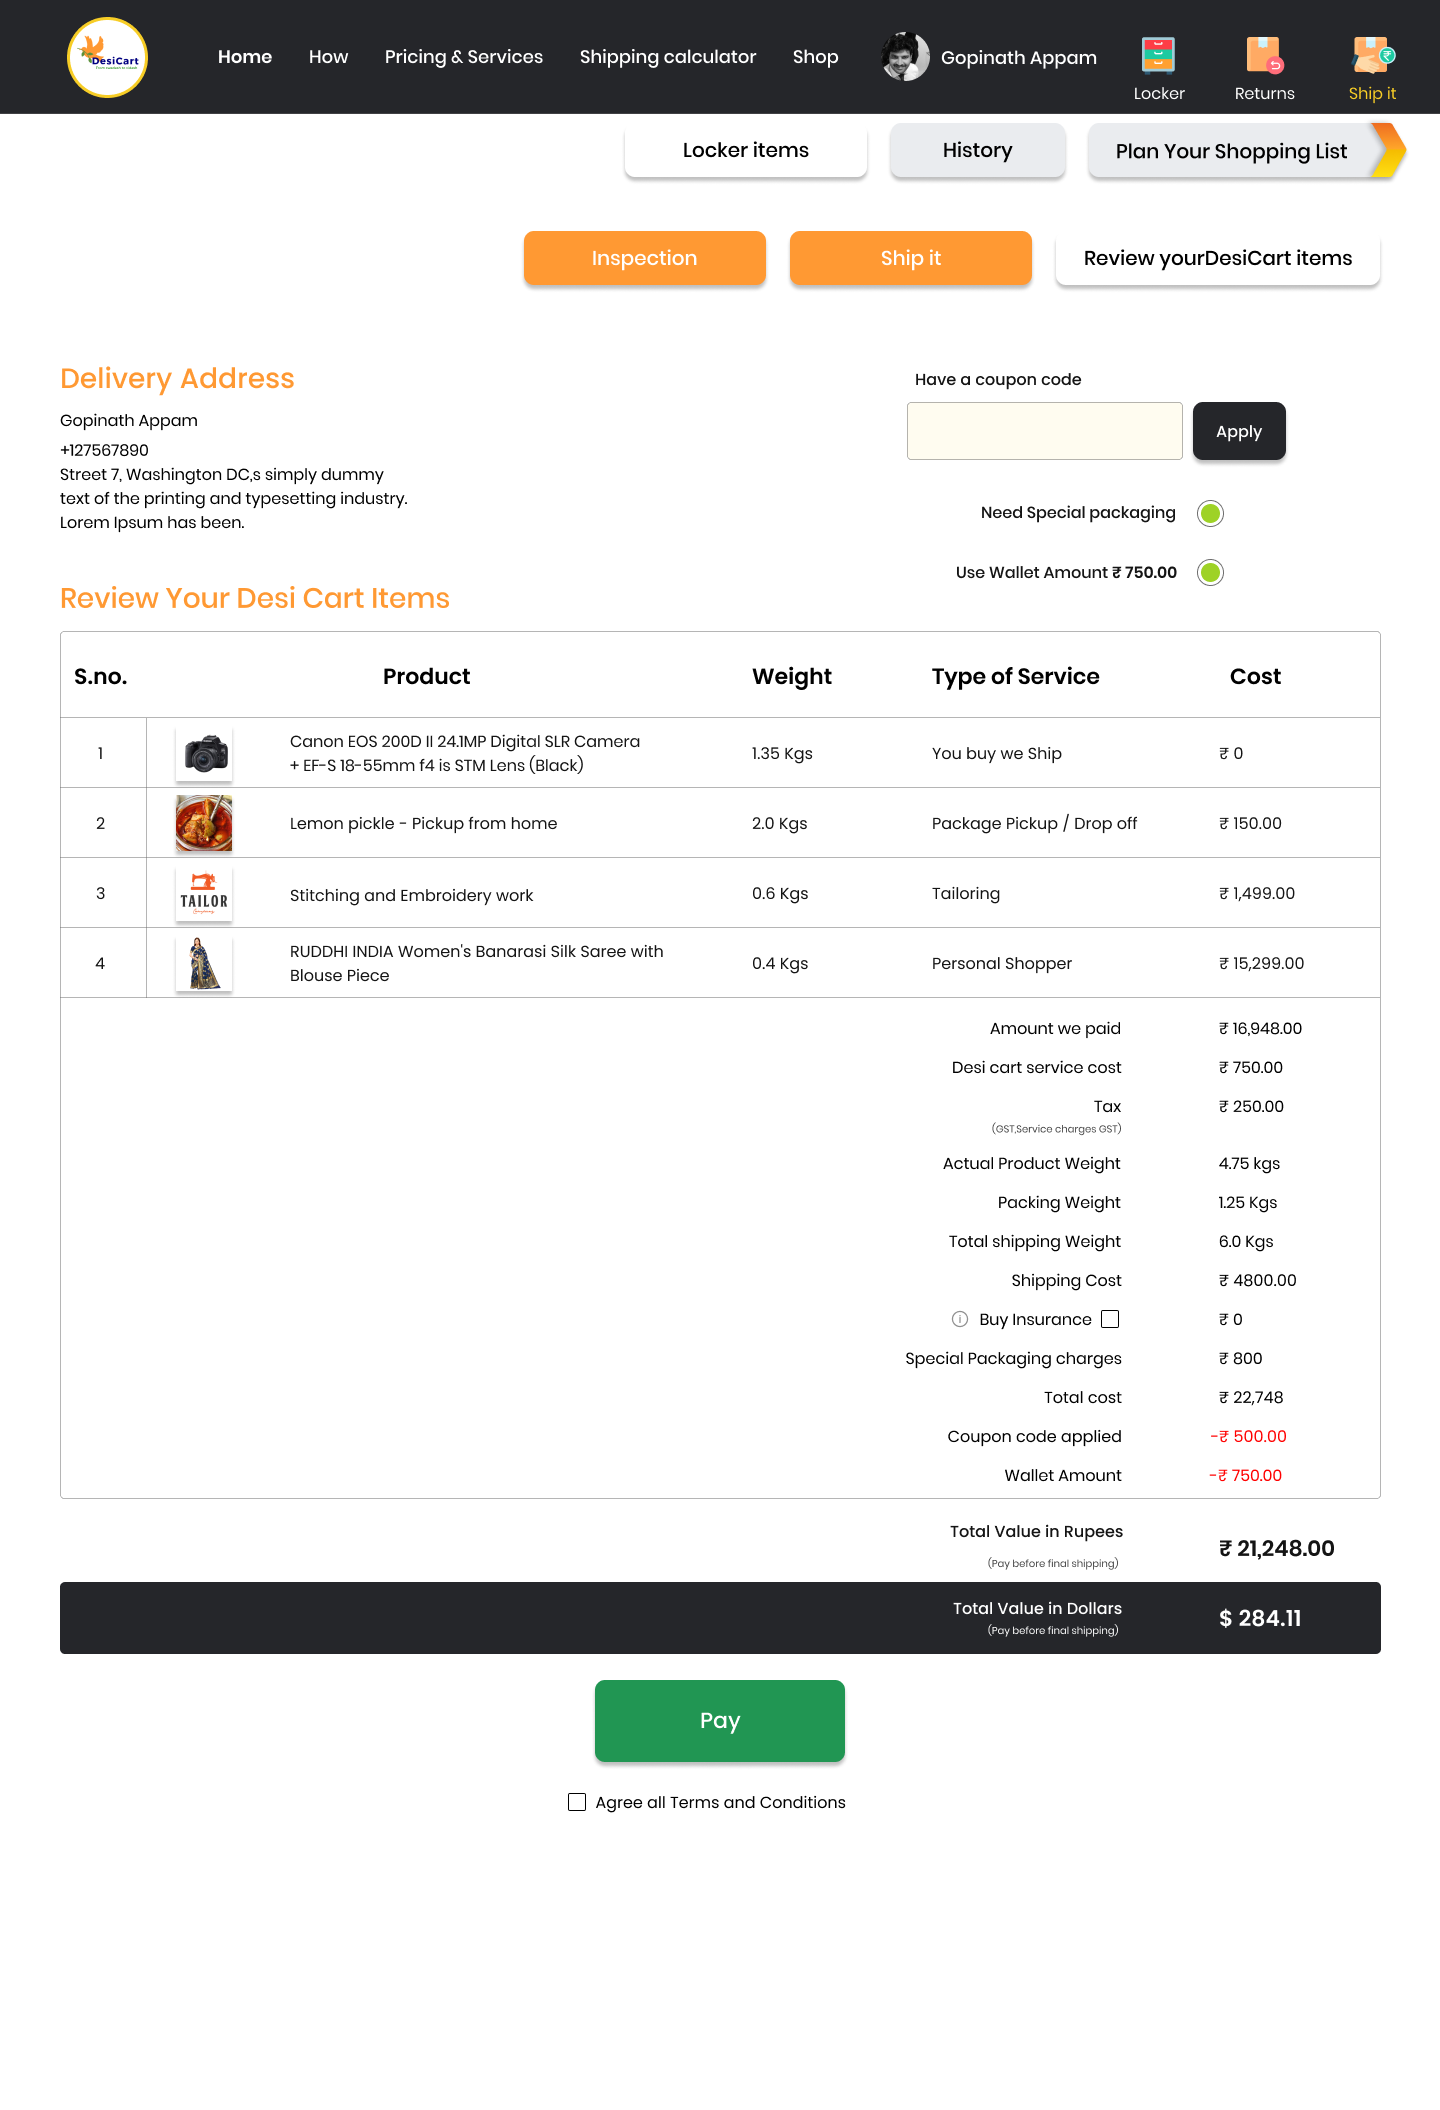 DesiCart
Home
How
Pricing & Services
Shipping calculator
Shop
Gopinath Appam
Locker
Returns
Ship it
Locker items
History
Plan Your Shopping List
Inspection
Ship it
Review yourDesiCart items
Delivery Address
Gopinath Appam
+127567890
Street 7, Washington DC,s simply dummy
text of the printing and typesetting industry.
Lorem Ipsum has been.
Have a coupon code
Apply
Need Special packaging
Use Wallet Amount ₹ 750.00
Review Your Desi Cart Items
S.no. Product Weight Type of Service Cost
1 Canon EOS 200D II 24.1MP Digital SLR Camera
+ EF-S 18-55mm f4 is STM Lens (Black) 1.35 Kgs You buy we Ship ₹ 0
2 Lemon pickle - Pickup from home 2.0 Kgs Package Pickup / Drop off ₹ 150.00
3 TAILOR Stitching and Embroidery work 0.6 Kgs Tailoring ₹ 1,499.00
4 RUDDHI INDIA Women's Banarasi Silk Saree with
Blouse Piece 0.4 Kgs Personal Shopper ₹ 15,299.00
Amount we paid ₹ 16,948.00
Desi cart service cost ₹ 750.00
Tax ₹ 250.00
(GST,Service charges GST)
Actual Product Weight 4.75 kgs
Packing Weight 1.25 Kgs
Total shipping Weight 6.0 Kgs
Shipping Cost ₹ 4800.00
Buy Insurance ₹ 0
Special Packaging charges ₹ 800
Total cost ₹ 22,748
Coupon code applied -₹ 500.00
Wallet Amount -₹ 750.00
Total Value in Rupees ₹ 21,248.00
(Pay before final shipping)
Total Value in Dollars $ 284.11
(Pay before final shipping)
Pay
Agree all Terms and Conditions